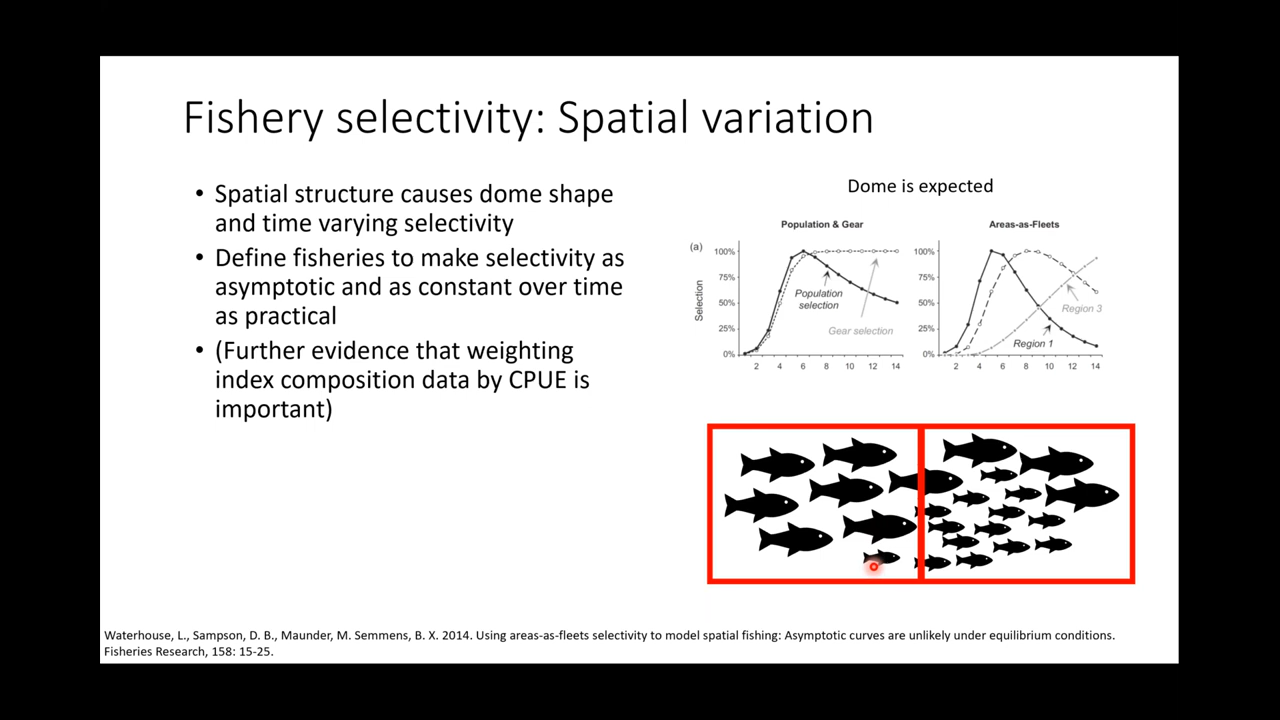 Fishery selectivity: Spatial variation
• Spatial structure causes dome shape
and time varying selectivity
• Define fisheries to make selectivity as
asymptotic and as constant over time
as practical
• (Further evidence that weighting
index composition data by CPUE is
important)
Dome is expected
Population & Gear
Areas-as-Fleets
(a)
Selection
100%
75%
50%
25%
0%
Population
selection
Gear selection
2 4 6 8 10 12 14
100%
75%
50%
25%
0%
Region 3
Region 1
2 4 6 8 10 12 14
Waterhouse, L., Sampson, D. B., Maunder, M. Semmens, B. X. 2014. Using areas-as-fleets selectivity to model spatial fishing: Asymptotic curves are unlikely under equilibrium conditions.
Fisheries Research, 158: 15-25.